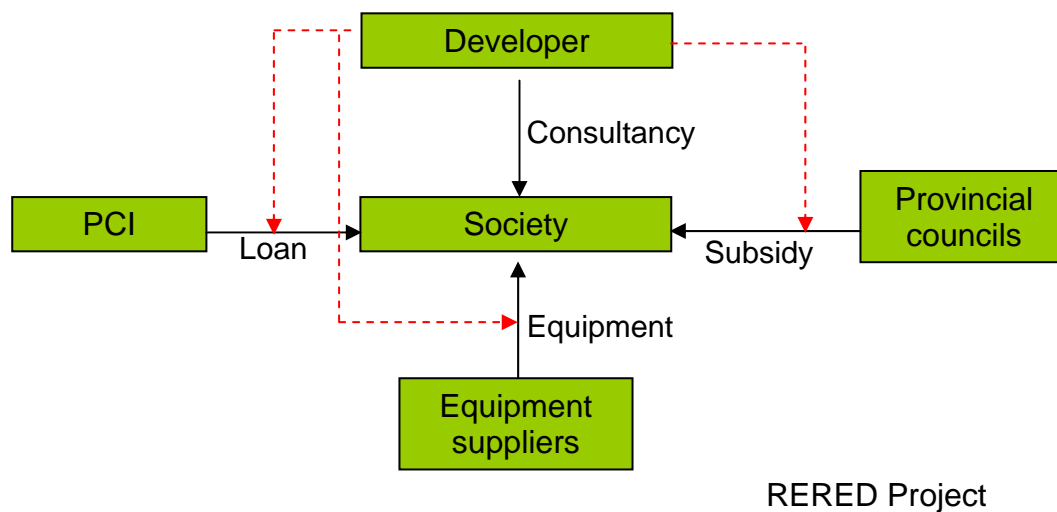 Developer
Consultancy
PCI
Society
Provincial
councils
Loan
Subsidy
Equipment
Equipment
suppliers
RERED Project